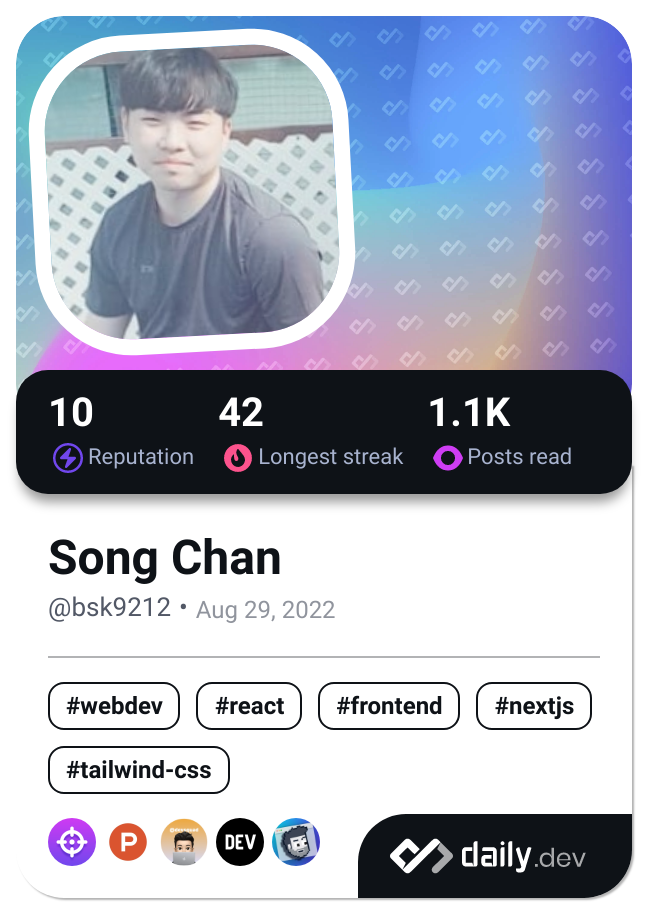 10 42 1.1K
Reputation Longest streak Posts read
Song Chan
@bsk9212 • Aug 29, 2022
#webdev #react #frontend #nextjs
#tailwind-css
P DEV
daily.dev